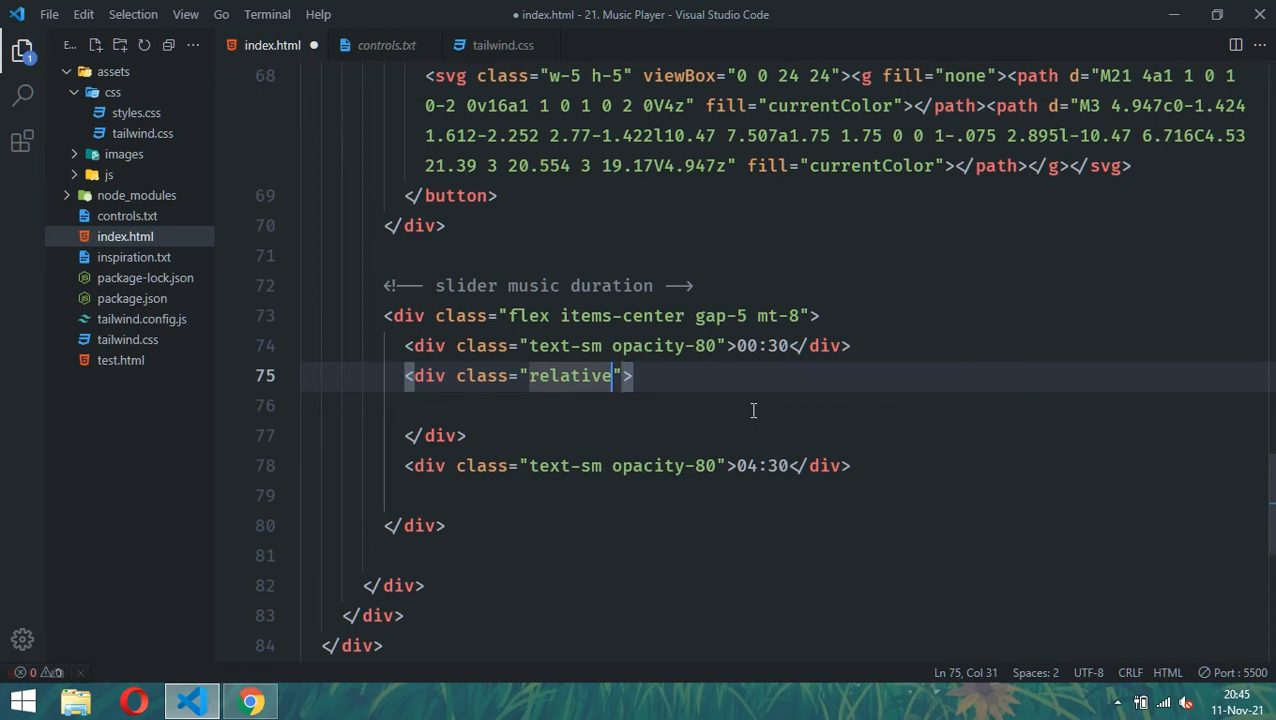 File Edit Selection View Go Terminal Help
● index.html - 21. Music Player - Visual Studio Code
E...
index.html
controls.txt
tailwind.css
1
assets
css
styles.css
tailwind.css
images
js
node_modules
controls.txt
index.html
inspiration.txt
package-lock.json
package.json
tailwind.config.js
tailwind.css
test.html
68 <svg class="w-5 h-5" viewBox="0 0 24 24"><g fill="none"><path d="M21 4a1 1 0 1
0-2 0v16a1 1 0 1 0 2 0V4z" fill="currentColor"></path><path d="M3 4.947c0-1.424
1.612-2.252 2.77-1.422l10.47 7.507a1.75 1.75 0 0 1-.075 2.895l-10.47 6.716C4.53
21.39 3 20.554 3 19.17V4.947z" fill="currentColor"></path></g></svg>
69 </button>
70 </div>
71
72 <!-- slider music duration -->
73 <div class="flex items-center gap-5 mt-8">
74 <div class="text-sm opacity-80">00:30</div>
75 <div class="relative">
76
77 </div>
78 <div class="text-sm opacity-80">04:30</div>
79
80 </div>
81
82 </div>
83 </div>
84 </div>
0 0 Ln 75, Col 31 Spaces: 2 UTF-8 CRLF HTML Port : 5500
20:45
11-Nov-21